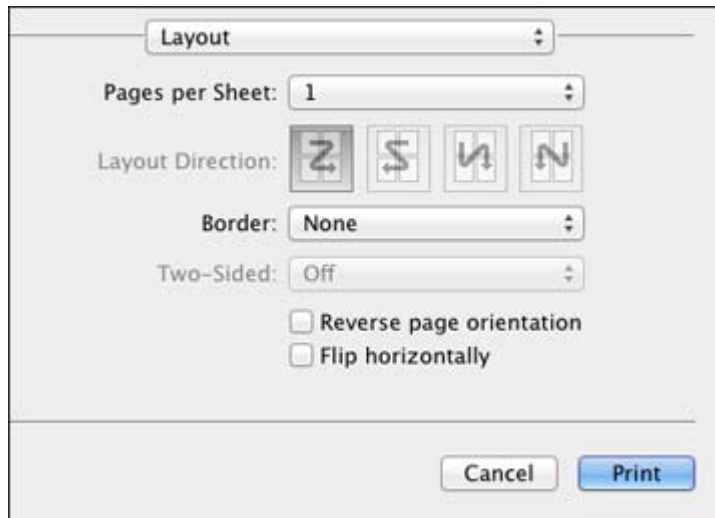 Layout
Pages per Sheet: 1
Layout Direction:
Border: None
Two-Sided: Off
Reverse page orientation
Flip horizontally
Cancel Print